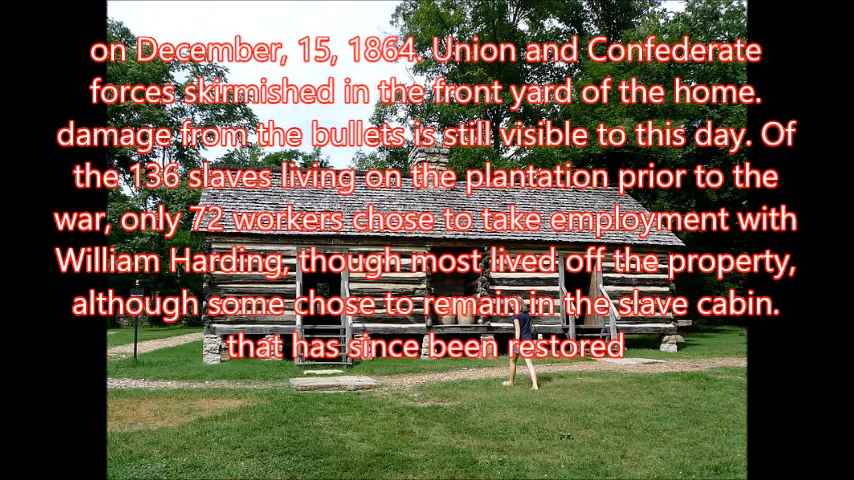 on December, 15, 1864. Union and Confederate
forces skirmished in the front yard of the home.
damage from the bullets is still visible to this day. Of
the 136 slaves living on the plantation prior to the
war, only 72 workers chose to take employment with
William Harding, though most lived off the property,
although some chose to remain in the slave cabin.
that has since been restored